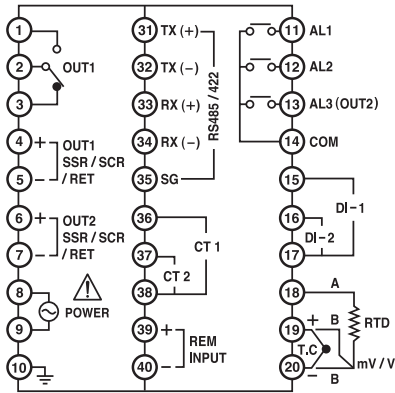 1
2
3
OUT1
4 +
5 −
OUT1
SSR / SCR
/ RET
6 +
7 −
OUT2
SSR / SCR
/ RET
8
9
POWER
10
31 TX (+)
32 TX (−)
33 RX (+)
34 RX (−)
35 SG
RS485 / 422
36
37
38
CT 1
CT 2
39 +
40 −
REM
INPUT
11 AL1
12 AL2
13 AL3 (OUT2)
14 COM
15
16
17
DI-1
DI-2
18 A
19 + B
20 − B
T.C
RTD
mV / V